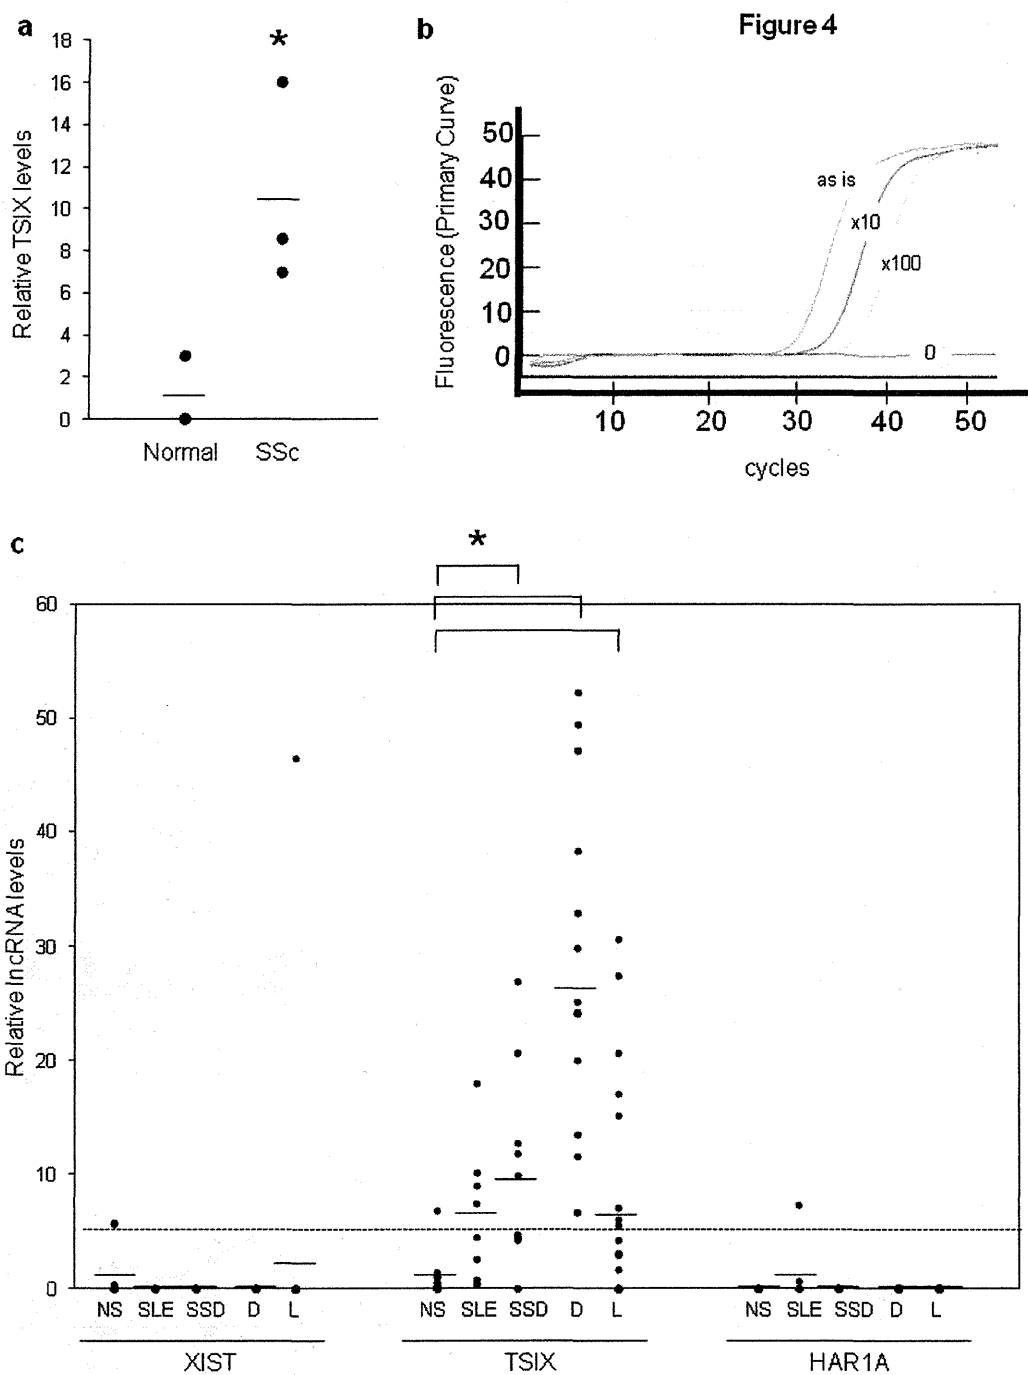 Figure 4
a
*
18
16
14
12
10
8
6
4
2
0
Relative TSIX levels
Normal SSc
b
Fluorescence (Primary Curve)
50
40
30
20
10
0
as is
x10
x100
0
10 20 30 40 50
cycles
c
*
60
50
40
30
20
10
0
Relative lncRNA levels
NS SLE SSD D L NS SLE SSD D L NS SLE SSD D L
XIST TSIX HAR1A